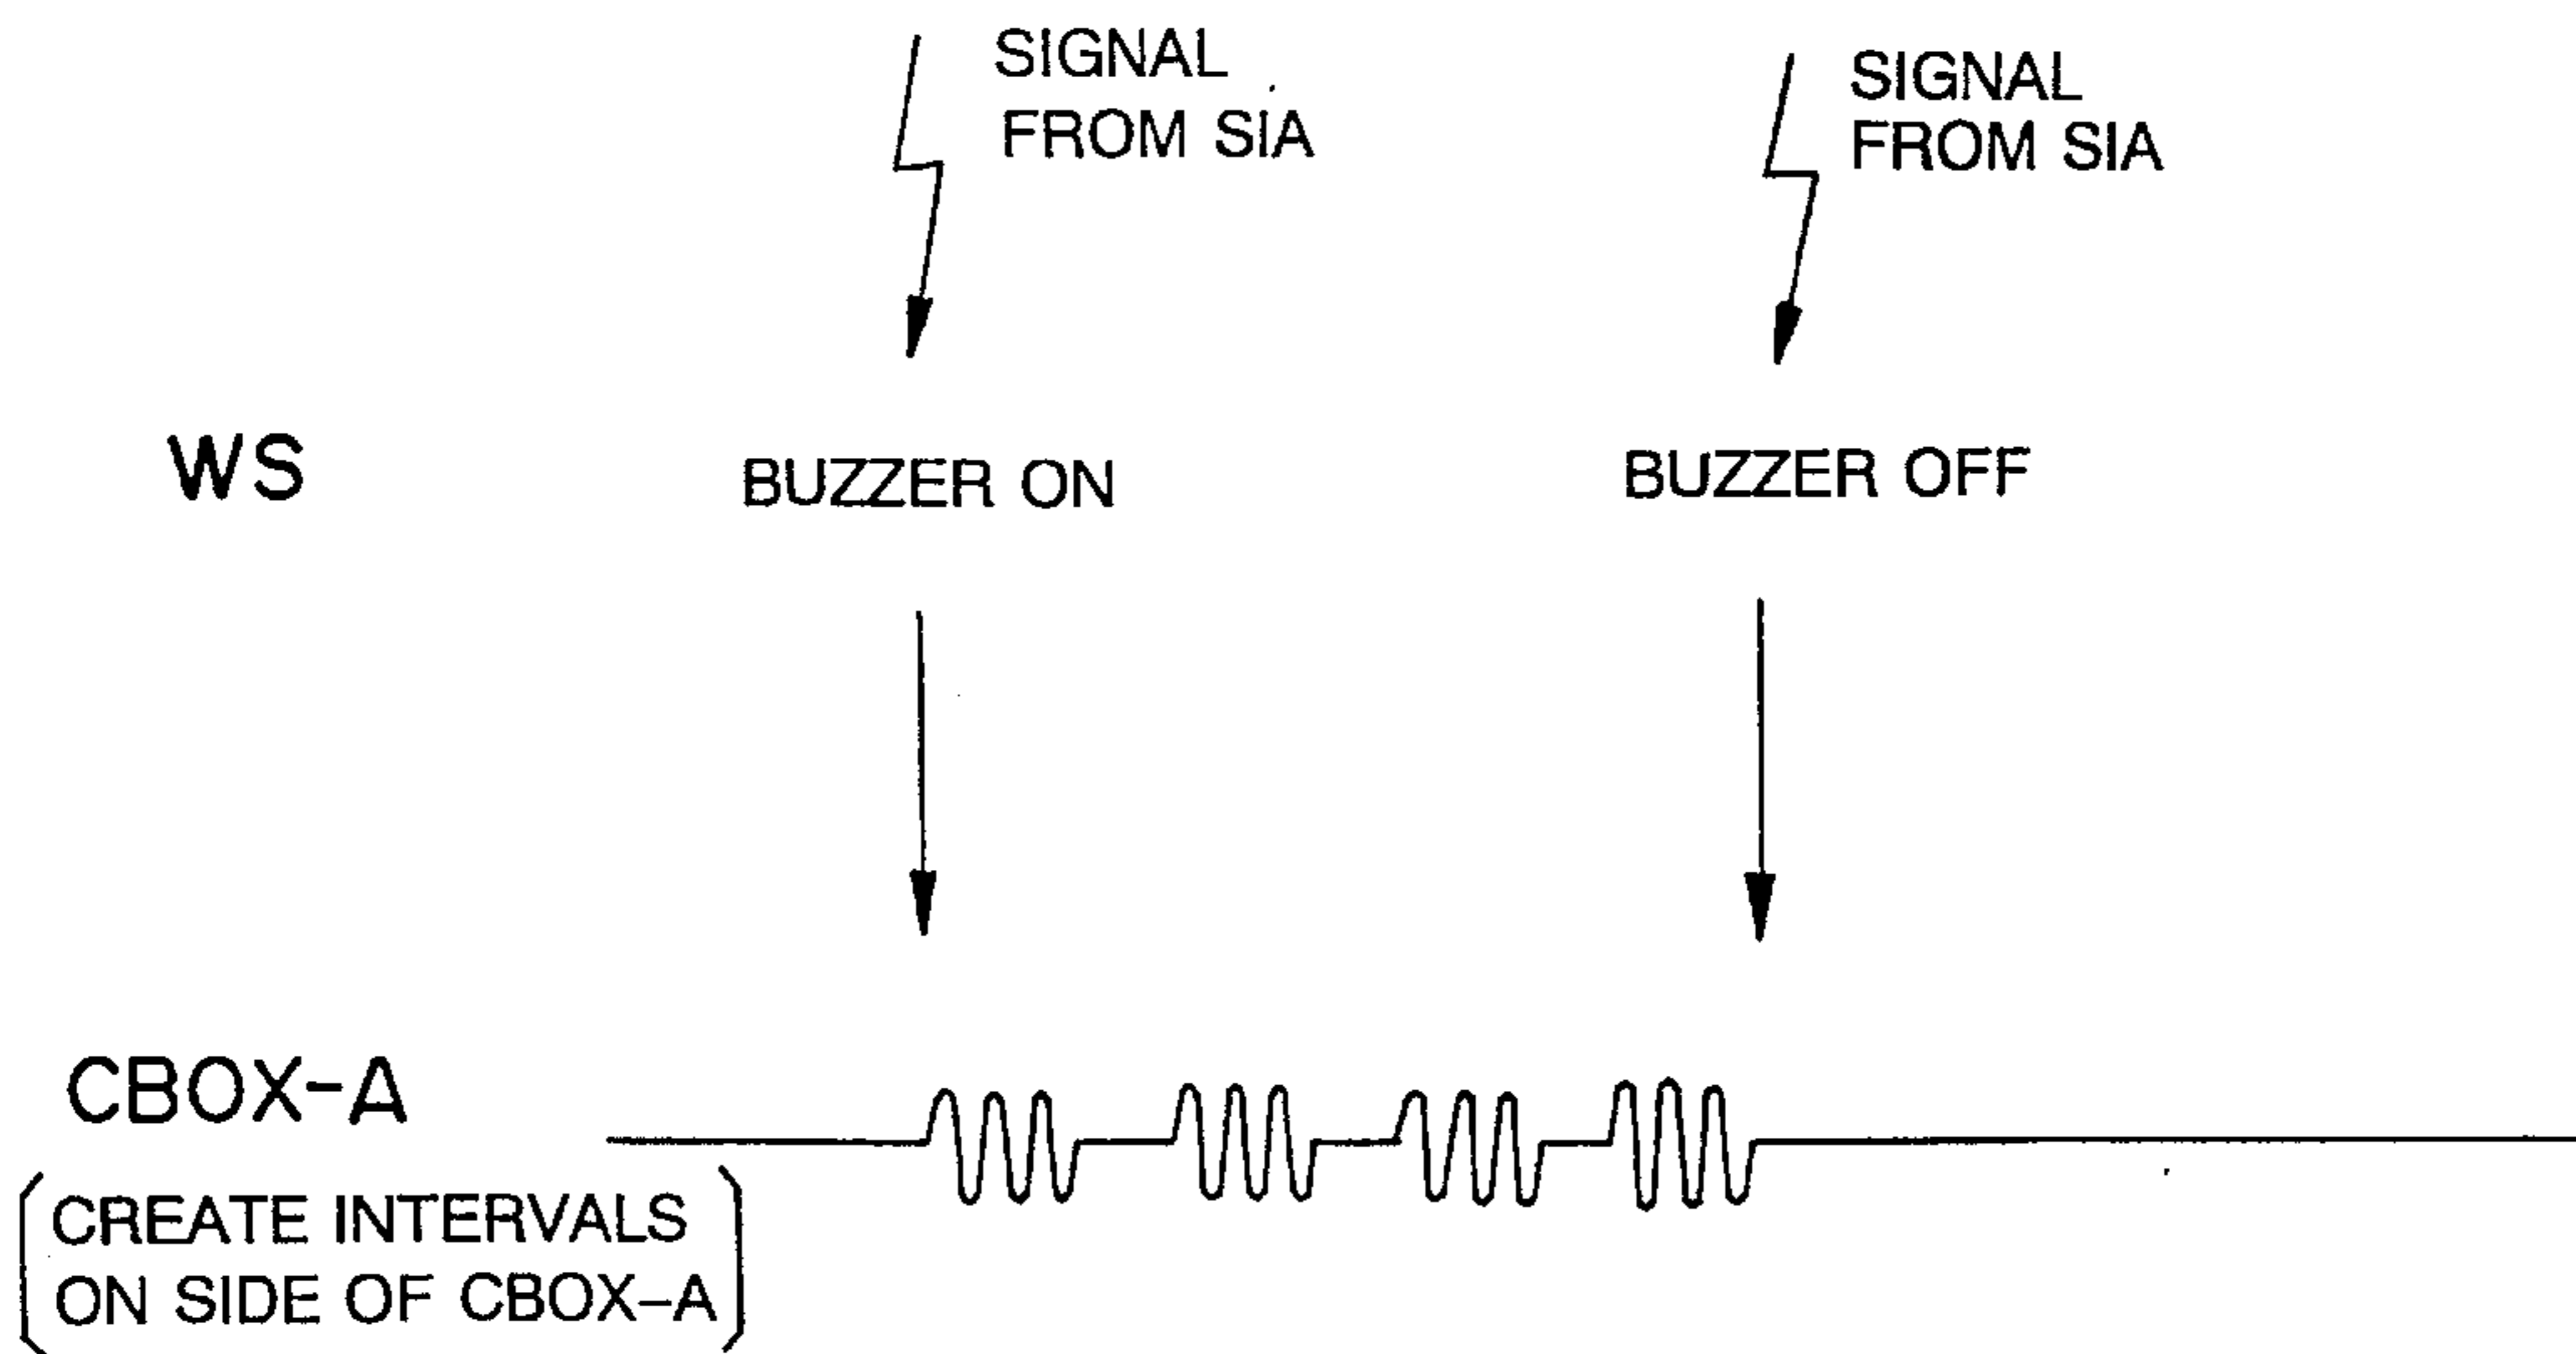 SIGNAL
FROM SIA
SIGNAL
FROM SIA
WS
BUZZER ON
BUZZER OFF
CBOX-A
CREATE INTERVALS
ON SIDE OF CBOX-A